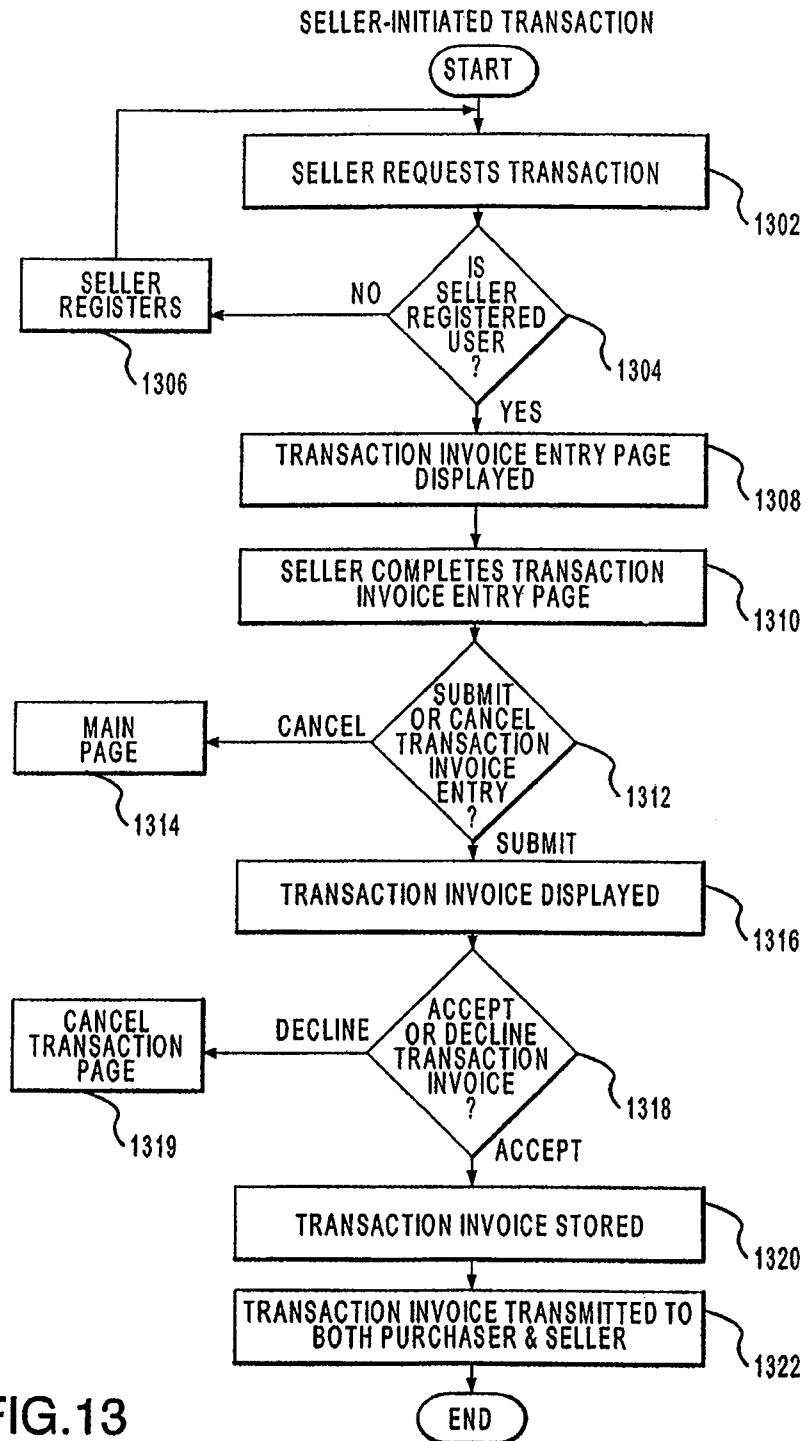 SELLER-INITIATED TRANSACTION
START
SELLER REQUESTS TRANSACTION
1302
IS
SELLER
REGISTERED
USER
?
1304
NO
SELLER
REGISTERS
1306
YES
TRANSACTION INVOICE ENTRY PAGE
DISPLAYED
1308
SELLER COMPLETES TRANSACTION
INVOICE ENTRY PAGE
1310
SUBMIT
OR CANCEL
TRANSACTION
INVOICE
ENTRY
?
1312
CANCEL
MAIN
PAGE
1314
SUBMIT
TRANSACTION INVOICE DISPLAYED
1316
ACCEPT
OR DECLINE
TRANSACTION
INVOICE
?
1318
DECLINE
CANCEL
TRANSACTION
PAGE
1319
ACCEPT
TRANSACTION INVOICE STORED
1320
TRANSACTION INVOICE TRANSMITTED TO
BOTH PURCHASER & SELLER
1322
END
FIG.13